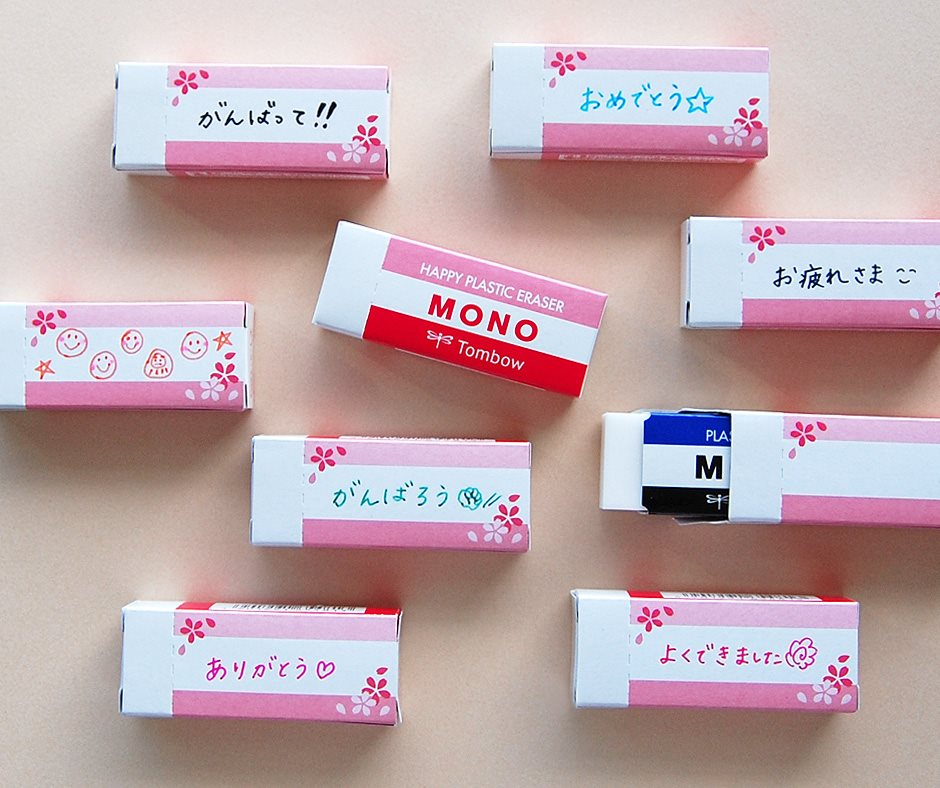 がんばって!!
おめでとう☆
お疲れさま
HAPPY PLASTIC ERASER
MONO
Tombow
PLAS
M
がんばろう
ありがとう♡
よくできました